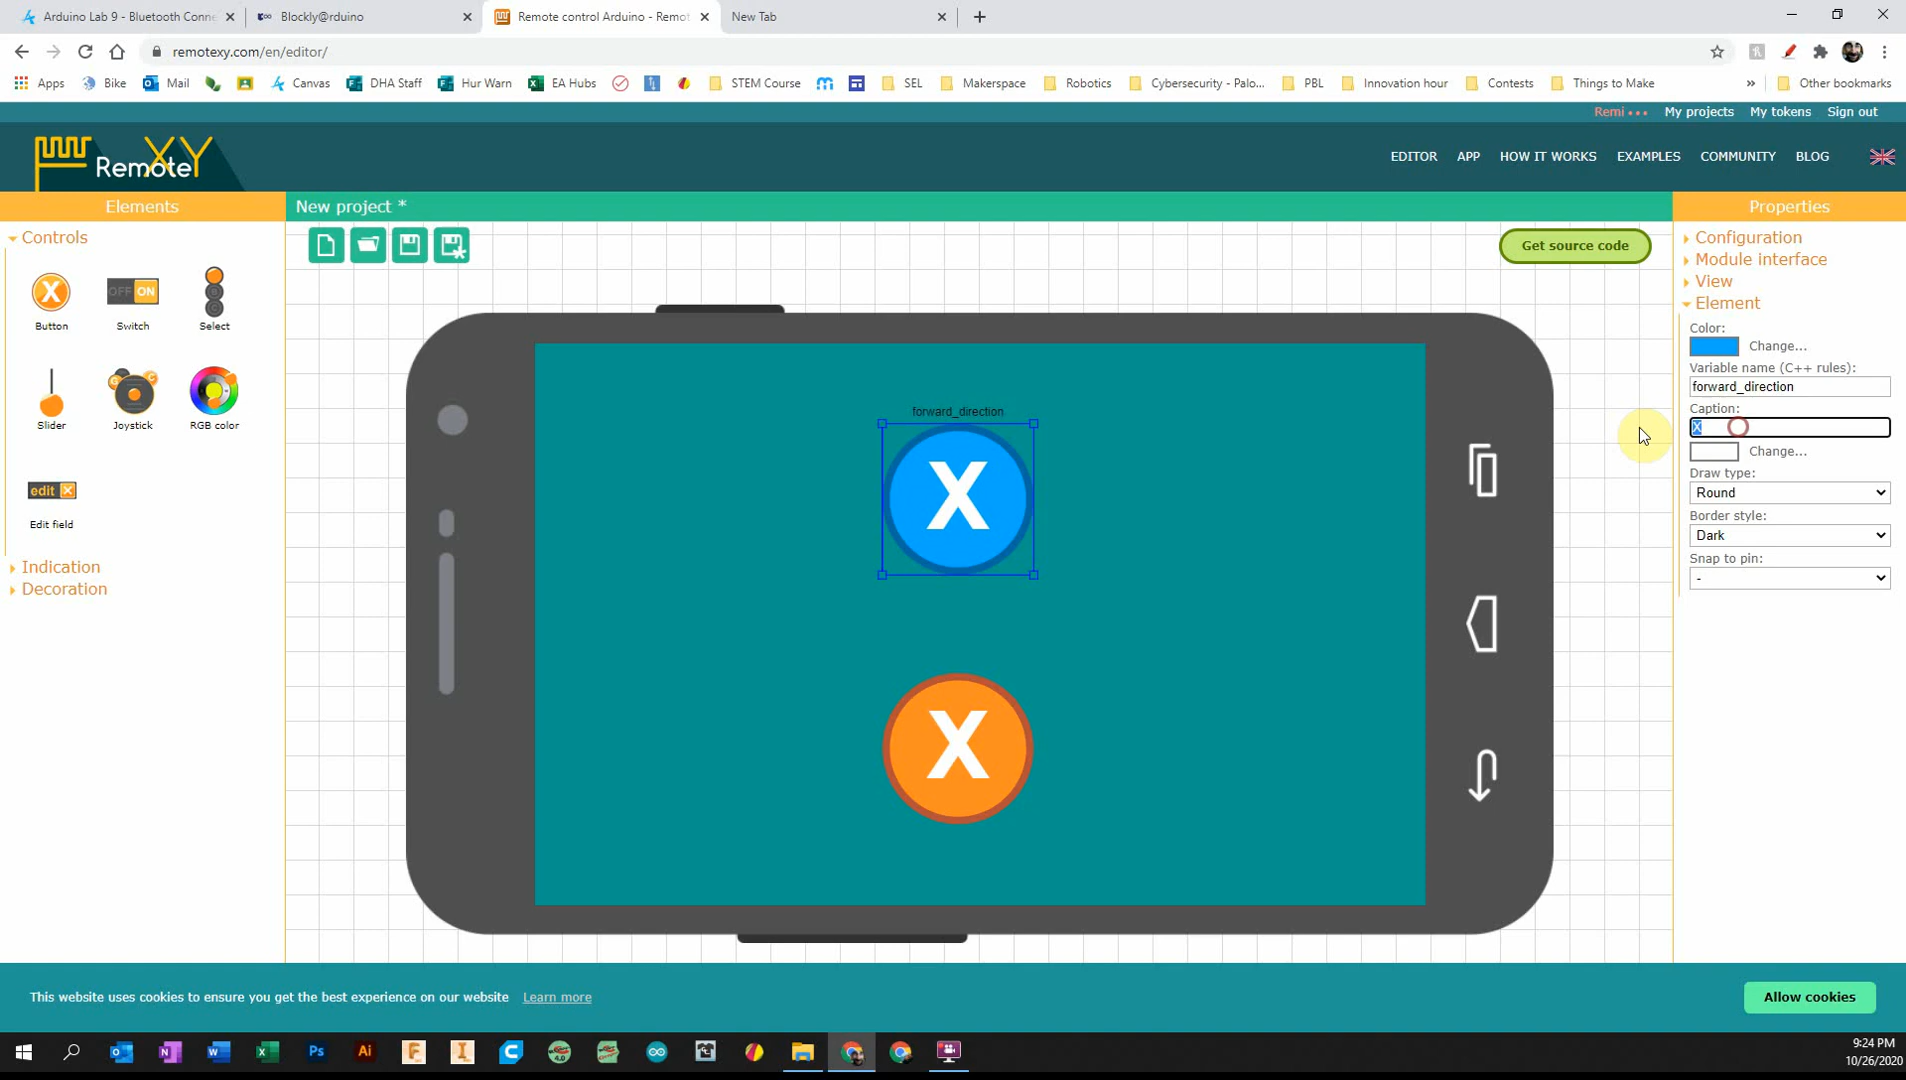 Arduino Lab 9 - Bluetooth Conne
Blockly@rduino
Remote control Arduino - Remot
New Tab
remotexy.com/en/editor/
Apps
Bike
Mail
Canvas
DHA Staff
Hur Warn
EA Hubs
STEM Course
SEL
Makerspace
Robotics
Cybersecurity - Palo...
PBL
Innovation hour
Contests
Things to Make
»
Other bookmarks
Remi •••
My projects
My tokens
Sign out
RemoteXY
EDITOR
APP
HOW IT WORKS
EXAMPLES
COMMUNITY
BLOG
Elements
New project *
Properties
Controls
Button
OFF ON
Switch
Select
Slider
G C
Joystick
RGB color
edit X
Edit field
Indication
Decoration
Get source code
forward_direction
X
X
Configuration
Module interface
View
Element
Color:
Change...
Variable name (C++ rules):
forward_direction
Caption:
X
Change...
Draw type:
Round
Border style:
Dark
Snap to pin:
-
This website uses cookies to ensure you get the best experience on our website Learn more
Allow cookies
Ps
Ai
9:24 PM
10/26/2020